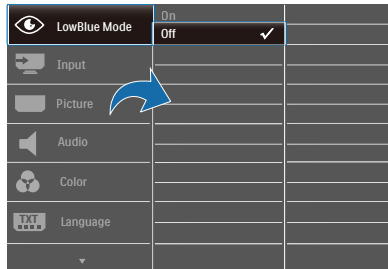 LowBlue Mode
On
Off
Input
Picture
Audio
Color
TXT
Language